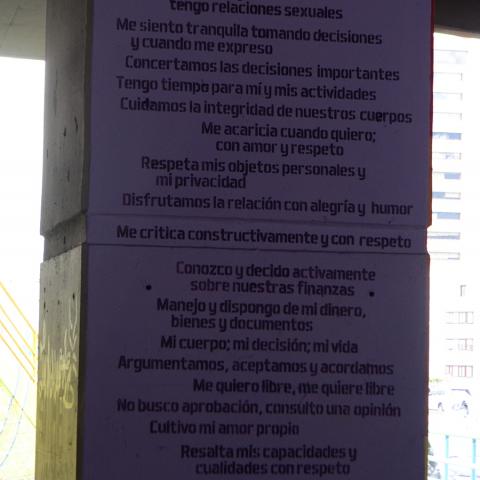 tengo relaciones sexuales
Me siento tranquila tomando decisiones
y cuando me expreso
Concertamos las decisiones importantes
Tengo tiempo para mí y mis actividades
Cuidamos la integridad de nuestros cuerpos
Me acaricia cuando quiero;
con amor y respeto
Respeta mis objetos personales y
mi privacidad
Disfrutamos la relación con alegría y humor
Me critica constructivamente y con respeto
Conozco y decido activamente
sobre nuestras finanzas
Manejo y dispongo de mi dinero,
bienes y documentos
Mi cuerpo; mi decisión; mi vida
Argumentamos, aceptamos y acordamos
Me quiero libre, me quiere libre
No busco aprobación, consulto una opinión
Cultivo mi amor propio
Resalta mis capacidades y
cualidades con respeto